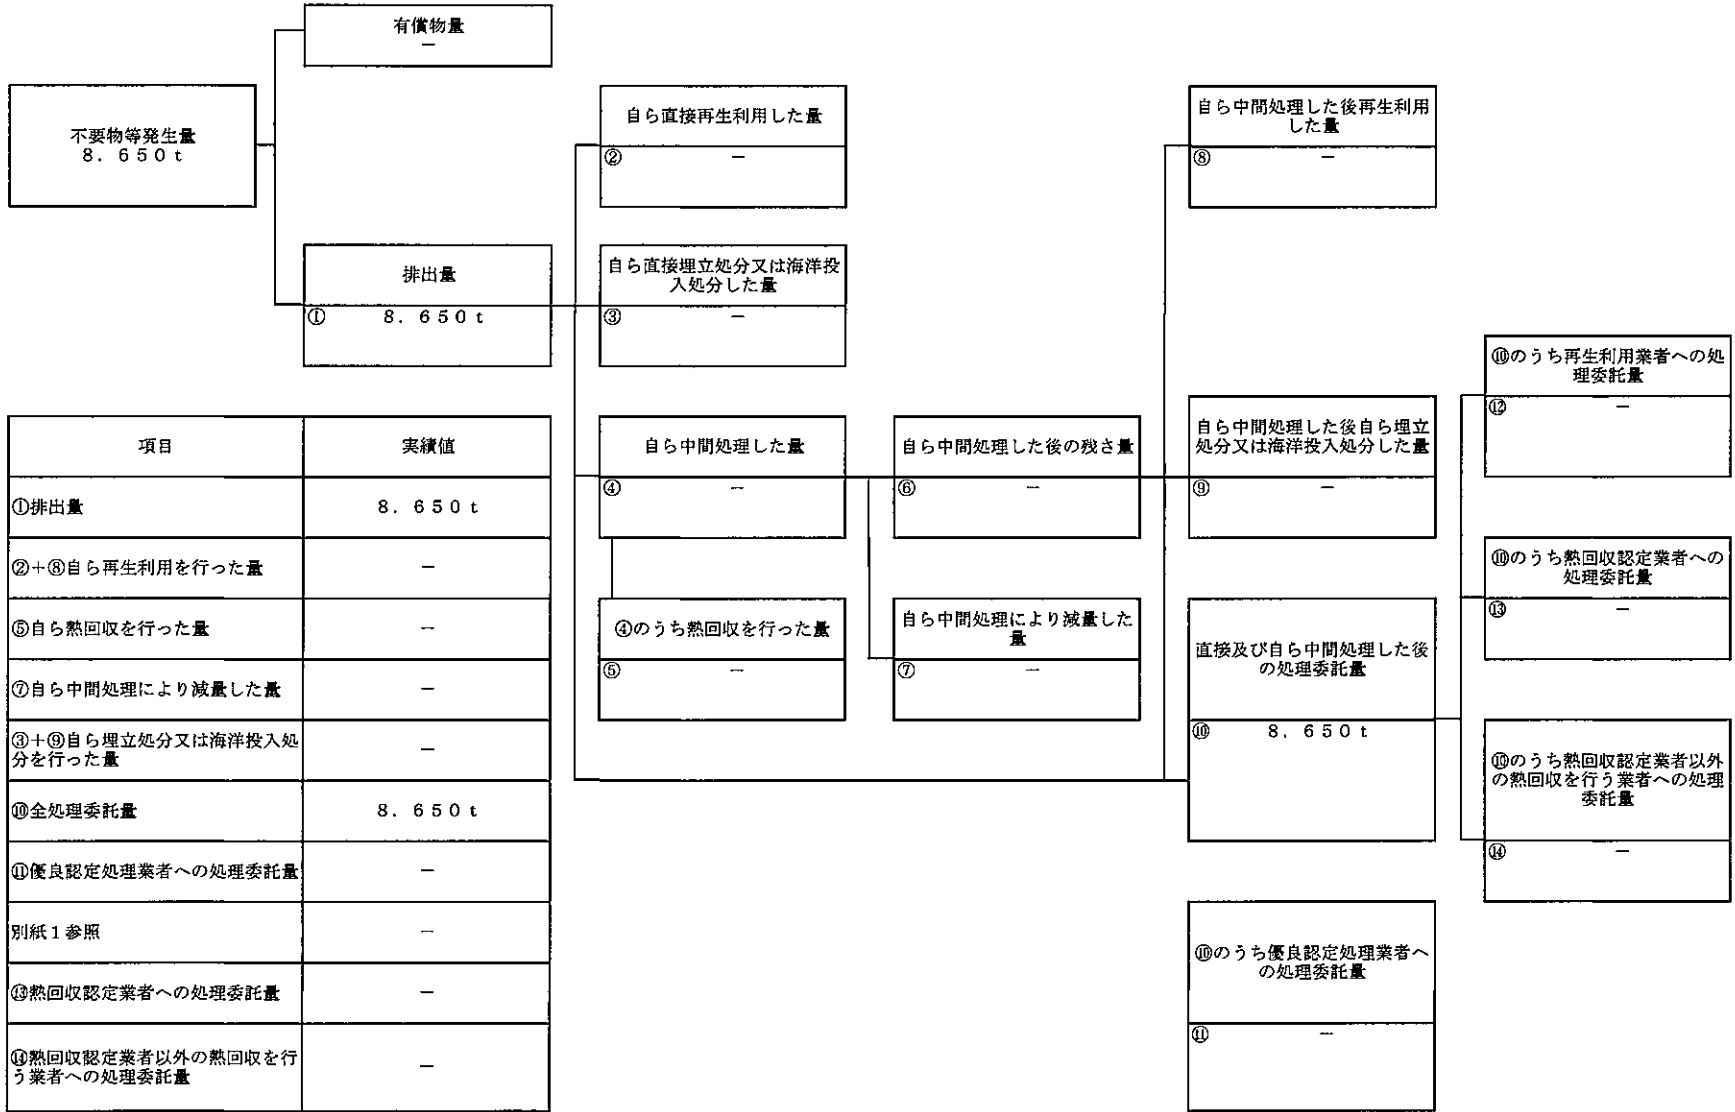 有償物量
－
不要物等発生量
８．６５０ｔ
自ら直接再生利用した量
② －
自ら中間処理した後再生利用
した量
⑧ －
排出量
① ８．６５０ｔ
自ら直接埋立処分又は海洋投
入処分した量
③ －
⑩のうち再生利用業者への処
理委託量
⑫ －
自ら中間処理した量
④ －
自ら中間処理した後の残さ量
⑥ －
自ら中間処理した後自ら埋立
処分又は海洋投入処分した量
⑨ －
⑩のうち熱回収認定業者への
処理委託量
⑬ －
④のうち熱回収を行った量
⑤ －
自ら中間処理により減量した
量
⑦ －
直接及び自ら中間処理した後
の処理委託量
⑩ ８．６５０ｔ
⑩のうち熱回収認定業者以外
の熱回収を行う業者への処理
委託量
⑭ －
⑩のうち優良認定処理業者へ
の処理委託量
⑪ －
項目 実績値
①排出量 ８．６５０ｔ
②＋⑧自ら再生利用を行った量 －
⑤自ら熱回収を行った量 －
⑦自ら中間処理により減量した量 －
③＋⑨自ら埋立処分又は海洋投入処
分を行った量 －
⑩全処理委託量 ８．６５０ｔ
⑪優良認定処理業者への処理委託量 －
別紙１参照 －
⑬熱回収認定業者への処理委託量 －
⑭熱回収認定業者以外の熱回収を行
う業者への処理委託量 －